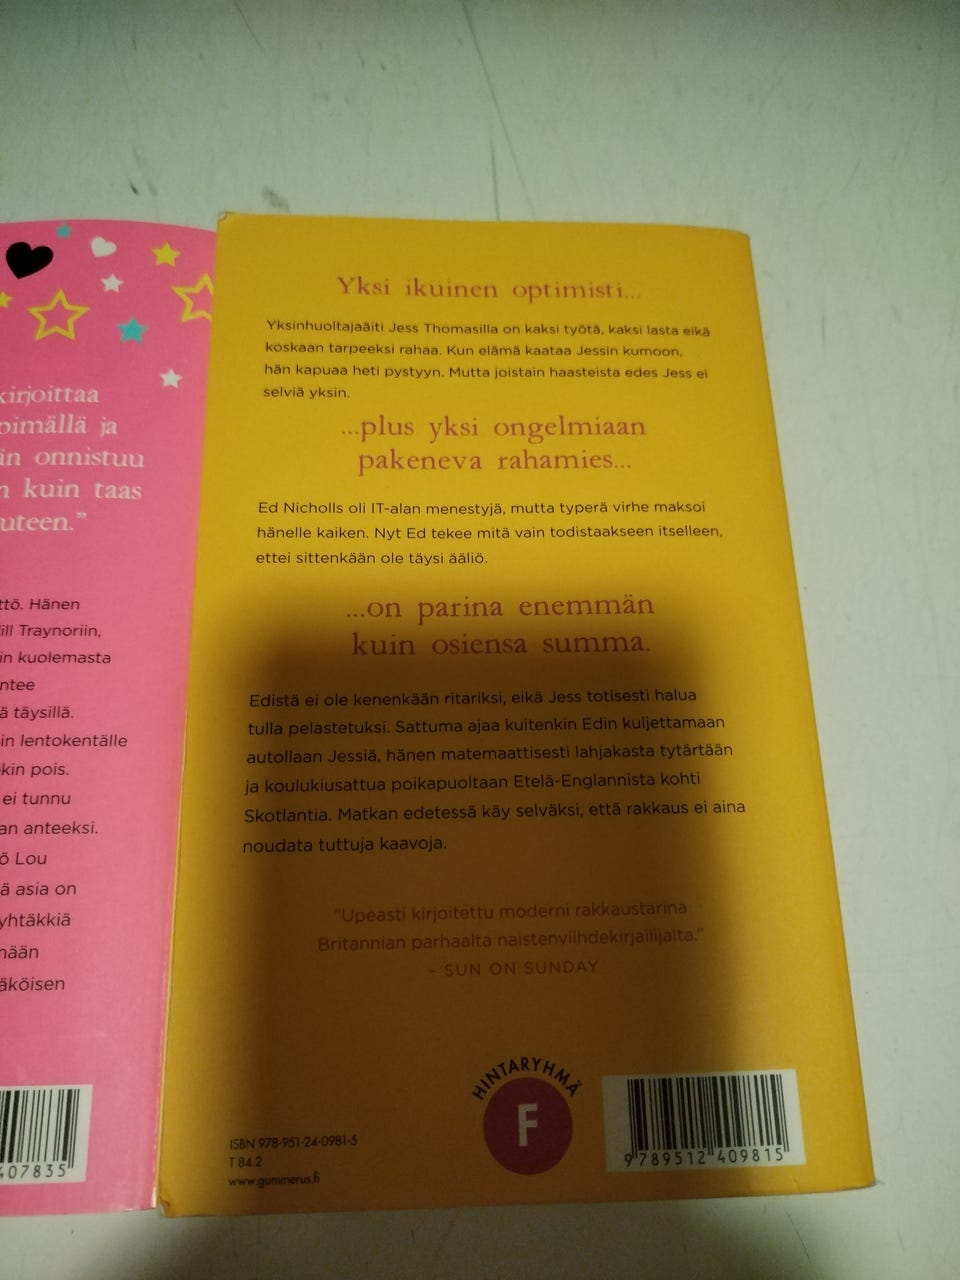 kirjoittaa
pimällä ja
än onnistuu
n kuin taas
uteen."
ttö. Hänen
ill Traynoriin,
in kuolemasta
ntee
ä täysillä.
in lentokentälle
kin pois.
ei tunnu
an anteeksi.
ö Lou
ä asia on
yhtäkkiä
mään
äköisen
407835
Yksi ikuinen optimisti...
Yksinhuoltajaäiti Jess Thomasilla on kaksi työtä, kaksi lasta eikä
koskaan tarpeeksi rahaa. Kun elämä kaataa Jessin kumoon,
hän kapuaa heti pystyyn. Mutta joistain haasteista edes Jess ei
selviä yksin.
...plus yksi ongelmiaan
pakeneva rahamies...
Ed Nicholls oli IT-alan menestyjä, mutta typerä virhe maksoi
hänelle kaiken. Nyt Ed tekee mitä vain todistaakseen itselleen,
ettei sittenkään ole täysi ääliö.
...on parina enemmän
kuin osiensa summa.
Edistä ei ole kenenkään ritariksi, eikä Jess totisesti halua
tulla pelastetuksi. Sattuma ajaa kuitenkin Edin kuljettamaan
autollaan Jessiä, hänen matemaattisesti lahjakasta tytärtään
ja koulukiusattua poikapuoltaan Etelä-Englannista kohti
Skotlantia. Matkan edetessä käy selväksi, että rakkaus ei aina
noudata tuttuja kaavoja.
"Upeasti kirjoitettu moderni rakkaustarina
Britannian parhaalta naistenviihdekirjailijalta."
– SUN ON SUNDAY
HINTARYHMÄ
F
ISBN 978-951-24-0981-5
T 84.2
www.gummerus.fi
9 789512 409815